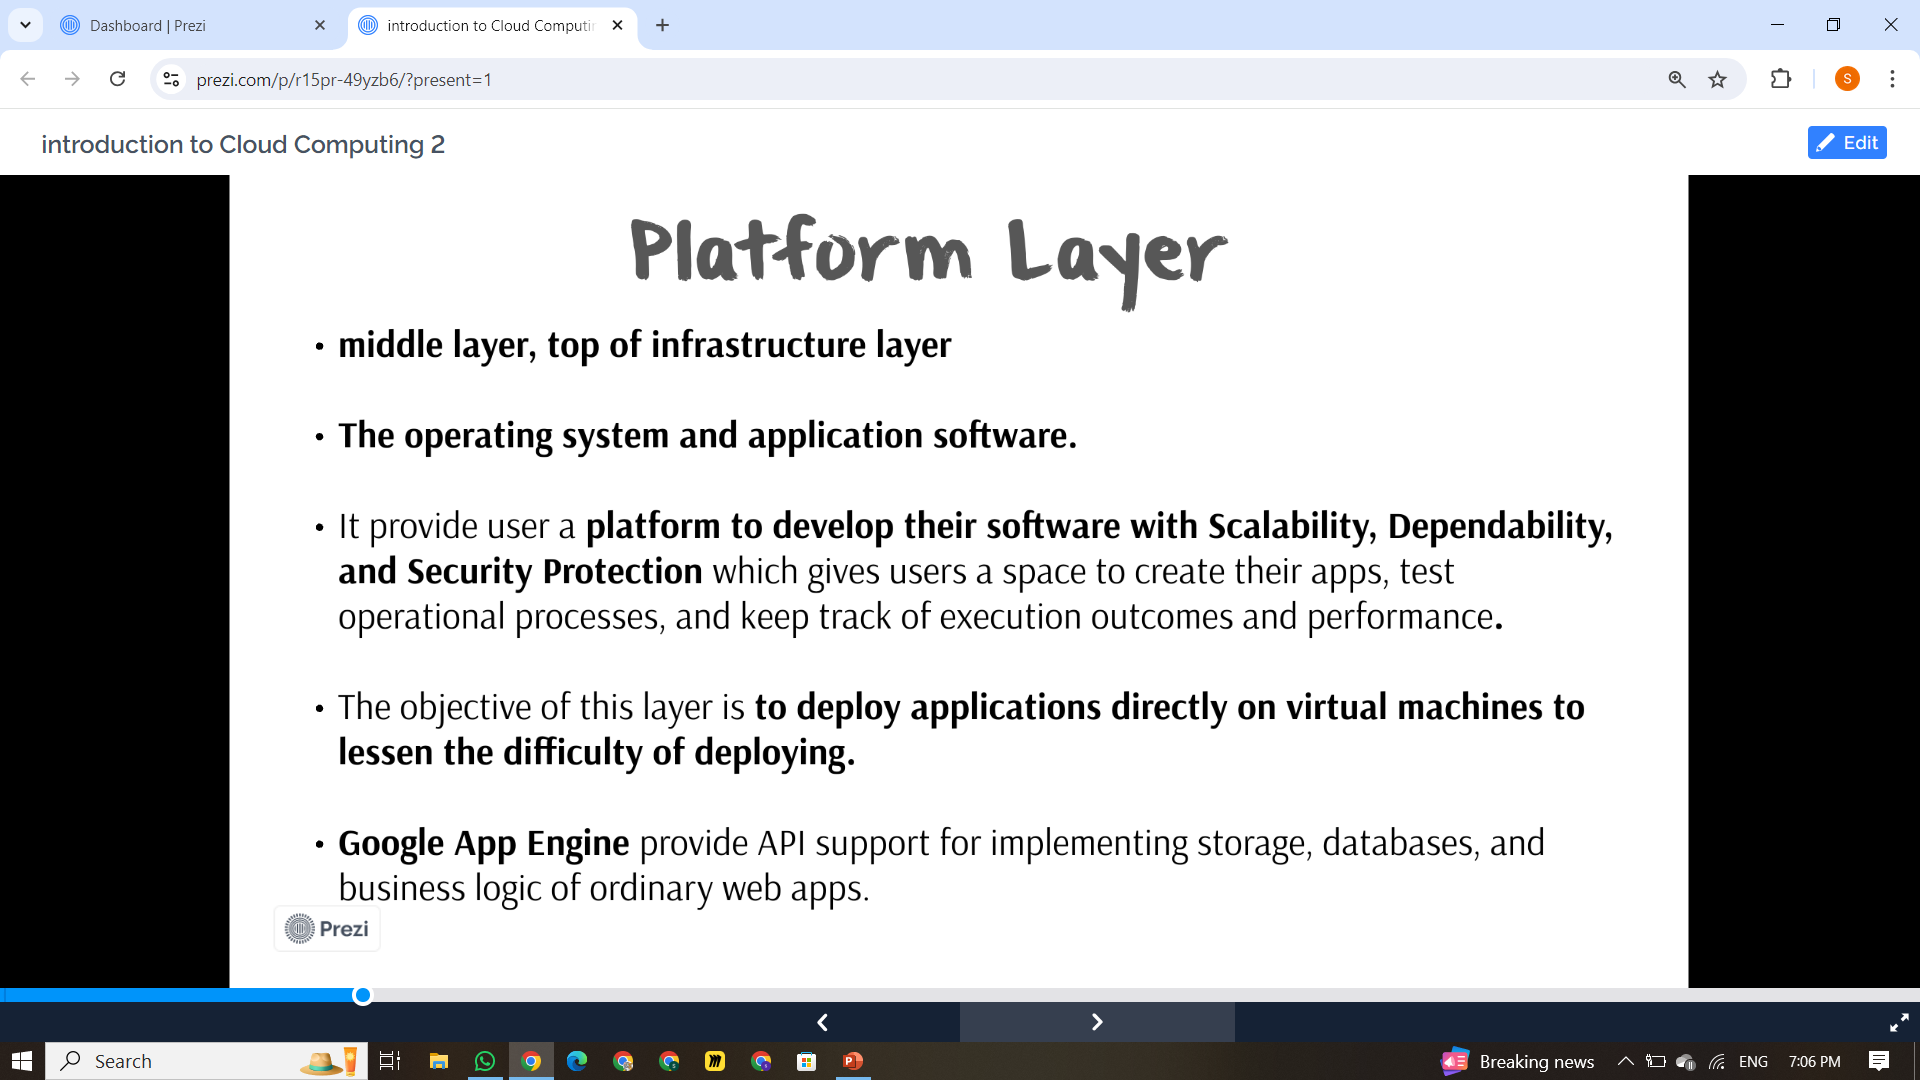 Dashboard | Prezi
introduction to Cloud Computin
prezi.com/p/r15pr-49yzb6/?present=1
S
introduction to Cloud Computing 2
Edit
Platform Layer
• middle layer, top of infrastructure layer
• The operating system and application software.
• It provide user a platform to develop their software with Scalability, Dependability,
and Security Protection which gives users a space to create their apps, test
operational processes, and keep track of execution outcomes and performance.
• The objective of this layer is to deploy applications directly on virtual machines to
lessen the difficulty of deploying.
• Google App Engine provide API support for implementing storage, databases, and
business logic of ordinary web apps.
Prezi
Search
Breaking news
ENG
7:06 PM